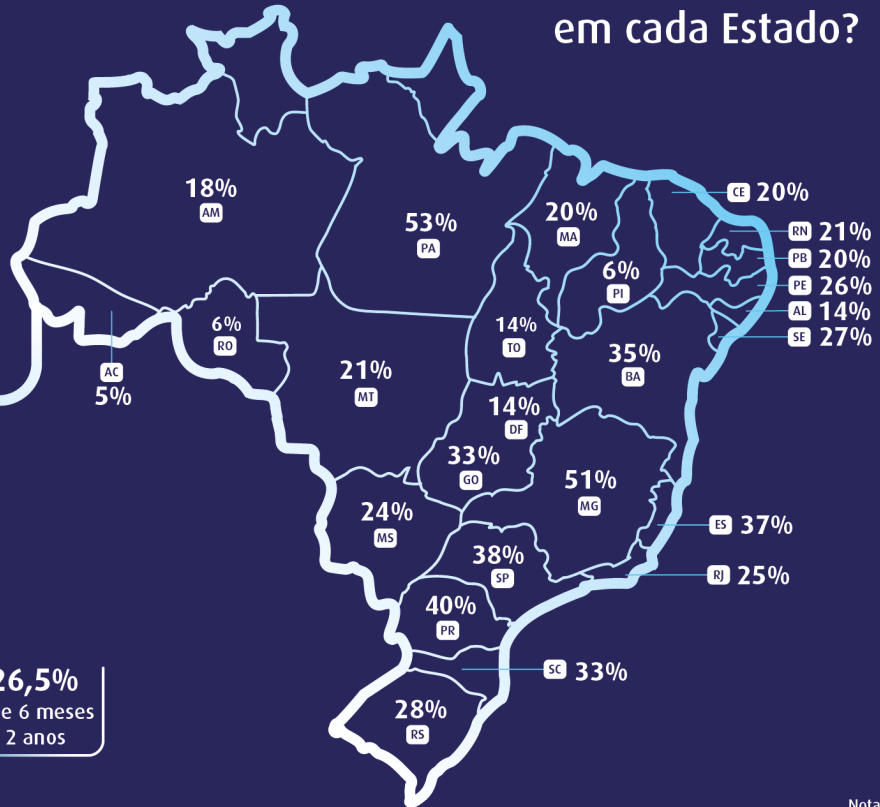 em cada Estado?
18%
AM
53%
PA
20%
MA
6%
PI
CE 20%
RN 21%
PB 20%
PE 26%
AL 14%
SE 27%
6%
RO
AC
5%
21%
MT
14%
TO
35%
BA
14%
DF
33%
GO
51%
MG
24%
MS
ES 37%
38%
SP
RJ 25%
40%
PR
SC 33%
28%
RS
26,5%
e 6 meses
2 anos
Nota